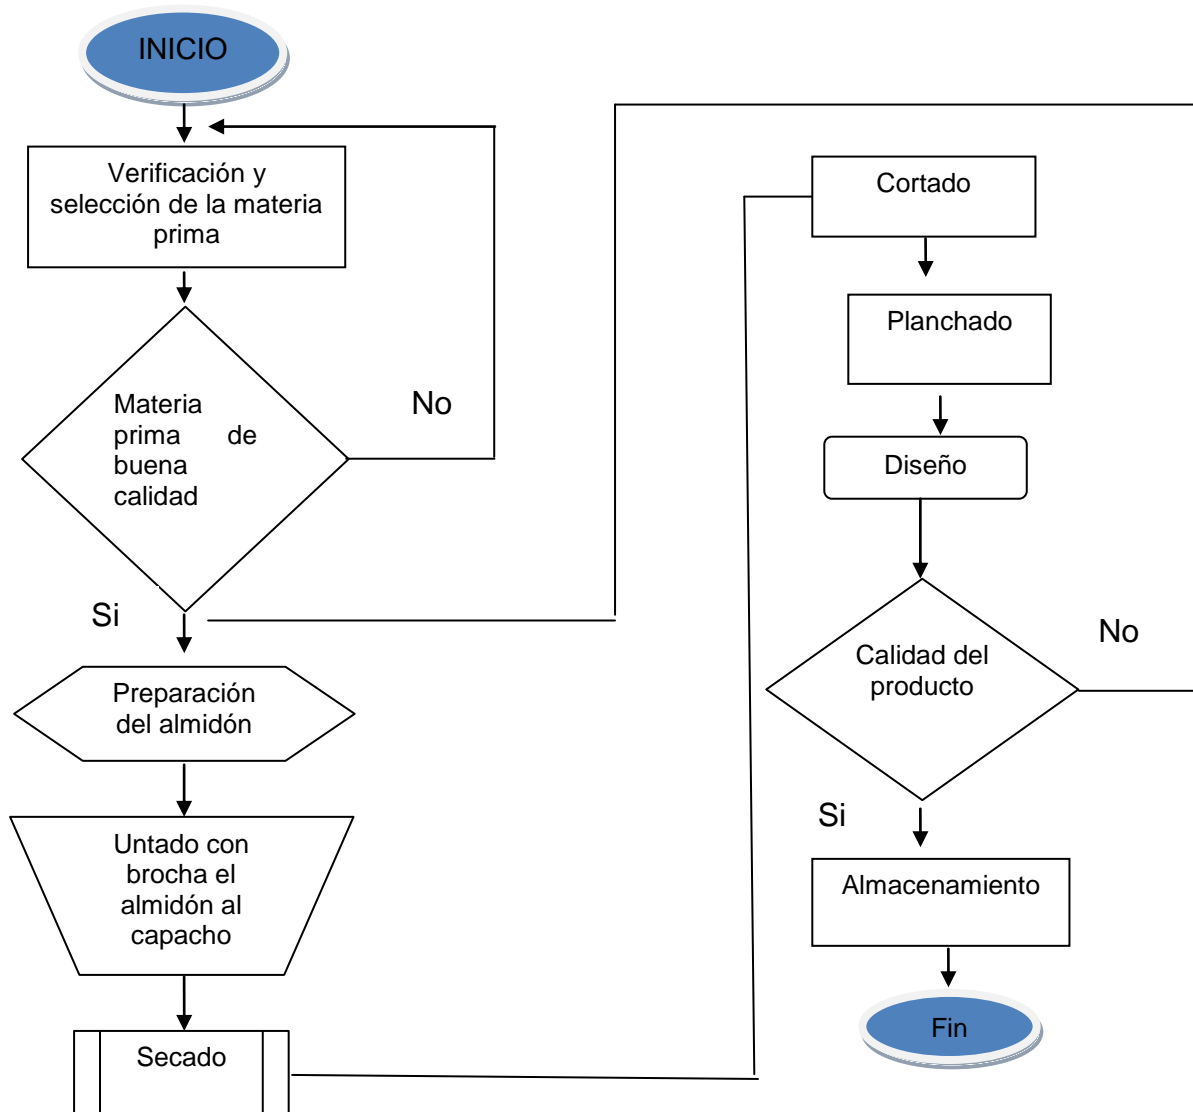 INICIO
Verificación y
selección de la materia
prima
Materia
prima de
buena
calidad
No
Si
Preparación
del almidón
Untado con
brocha el
almidón al
capacho
Secado
Cortado
Planchado
Diseño
Calidad del
producto
No
Si
Almacenamiento
Fin